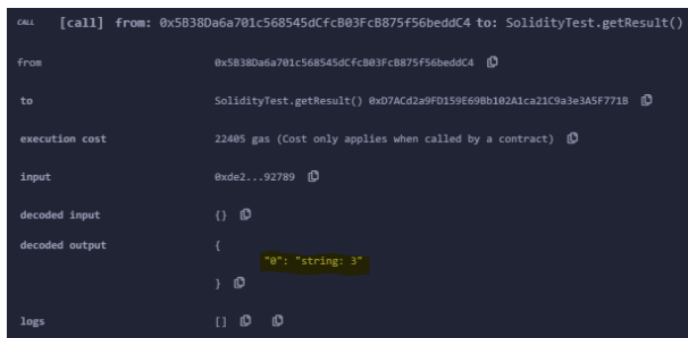 CALL [call] from: 0x5B38Da6a701c568545dCfcB03FcB875f56beddC4 to: SolidityTest.getResult()
from 0x5B38Da6a701c568545dCfcB03FcB875f56beddC4
to SolidityTest.getResult() 0xD7ACd2a9FD159E69Bb102A1ca21C9a3e3A5F771B
execution cost 22405 gas (Cost only applies when called by a contract)
input 0xde2...92789
decoded input {}
decoded output {
"0": "string: 3"
}
logs []